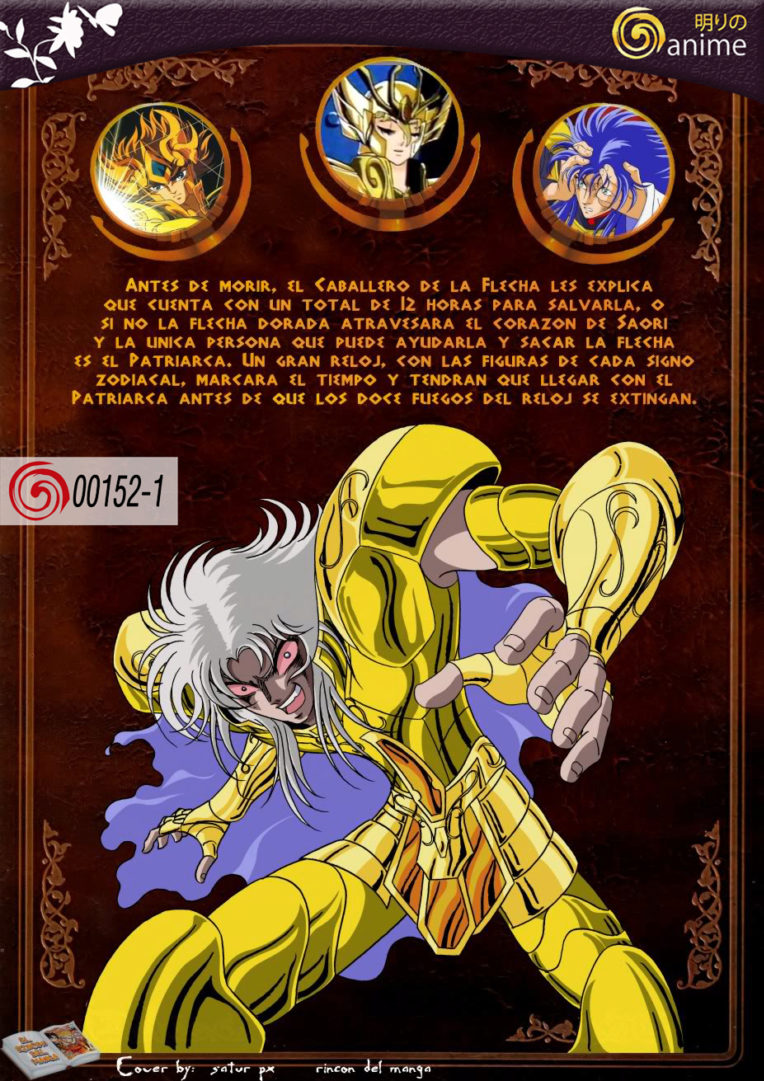 明りの
anime
ANTES DE MORIR, EL CABALLERO DE LA FLECHA LES EXPLICA
QUE CUENTA CON UN TOTAL DE 12 HORAS PARA SALVARLA, O
SI NO LA FLECHA DORADA ATRAVESARA EL CORAZON DE SAORI
Y LA UNICA PERSONA QUE PUEDE AYUDARLA Y SACAR LA FLECHA
ES EL PATRIARCA. UN GRAN RELOJ, CON LAS FIGURAS DE CADA SIGNO
ZODIACAL, MARCARA EL TIEMPO Y TENDRAN QUE LLEGAR CON EL
PATRIARCA ANTES DE QUE LOS DOCE FUEGOS DEL RELOJ SE EXTINGAN.
00152-1
EL
RINCON
DEL
MANGA
Cover by: satur px rincon del manga